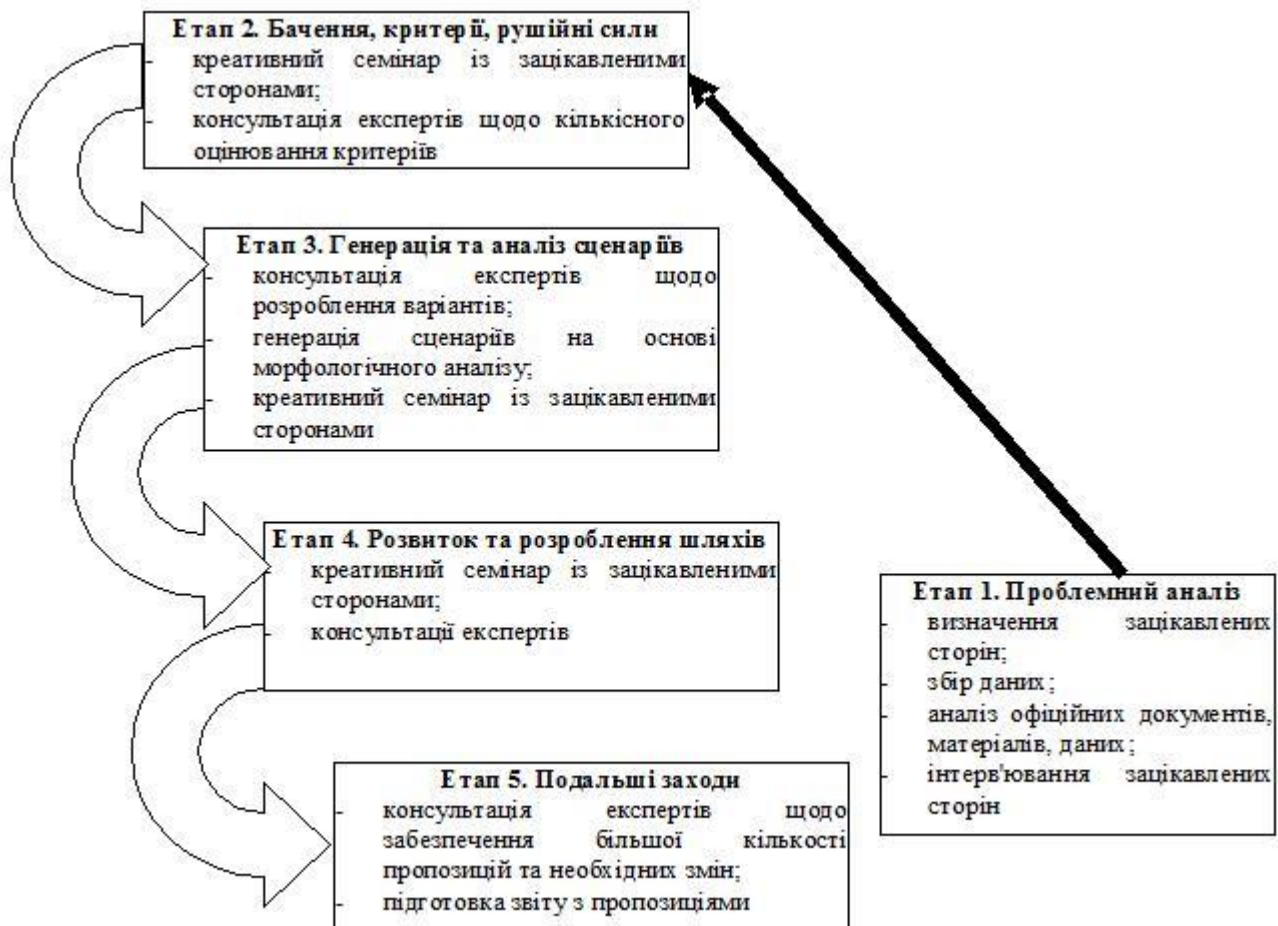 Етап 2. Бачення, критерії, рушійні сили
- креативний семінар із зацікавленими
сторонами;
- консультація експертів щодо кількісного
оцінювання критеріїв
Етап 3. Генерація та аналіз сценаріїв
- консультація експертів щодо
розроблення варіантів;
- генерація сценаріїв на основі
морфологічного аналізу;
- креативний семінар із зацікавленими
сторонами
Етап 4. Розвиток та розроблення шляхів
- креативний семінар із зацікавленими
сторонами;
- консультації експертів
Етап 1. Проблемний аналіз
- визначення зацікавлених
сторін;
- збір даних;
- аналіз офіційних документів,
матеріалів, даних;
- інтерв'ювання зацікавлених
сторін
Етап 5. Подальші заходи
- консультація експертів щодо
забезпечення більшої кількості
пропозицій та необхідних змін;
- підготовка звіту з пропозиціями